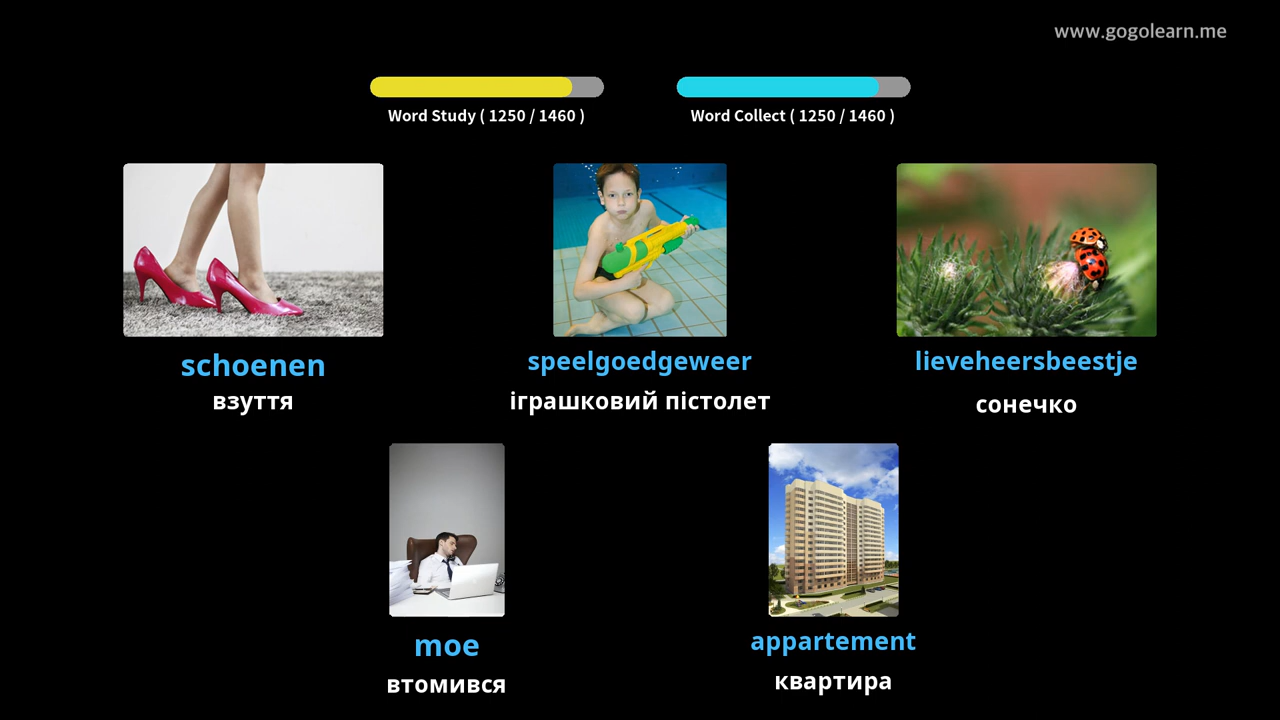 www.gogolearn.me
Word Study ( 1250 / 1460 )
Word Collect ( 1250 / 1460 )
schoenen
взуття
speelgoedgeweer
іграшковий пістолет
lieveheersbeestje
сонечко
moe
втомився
appartement
квартира